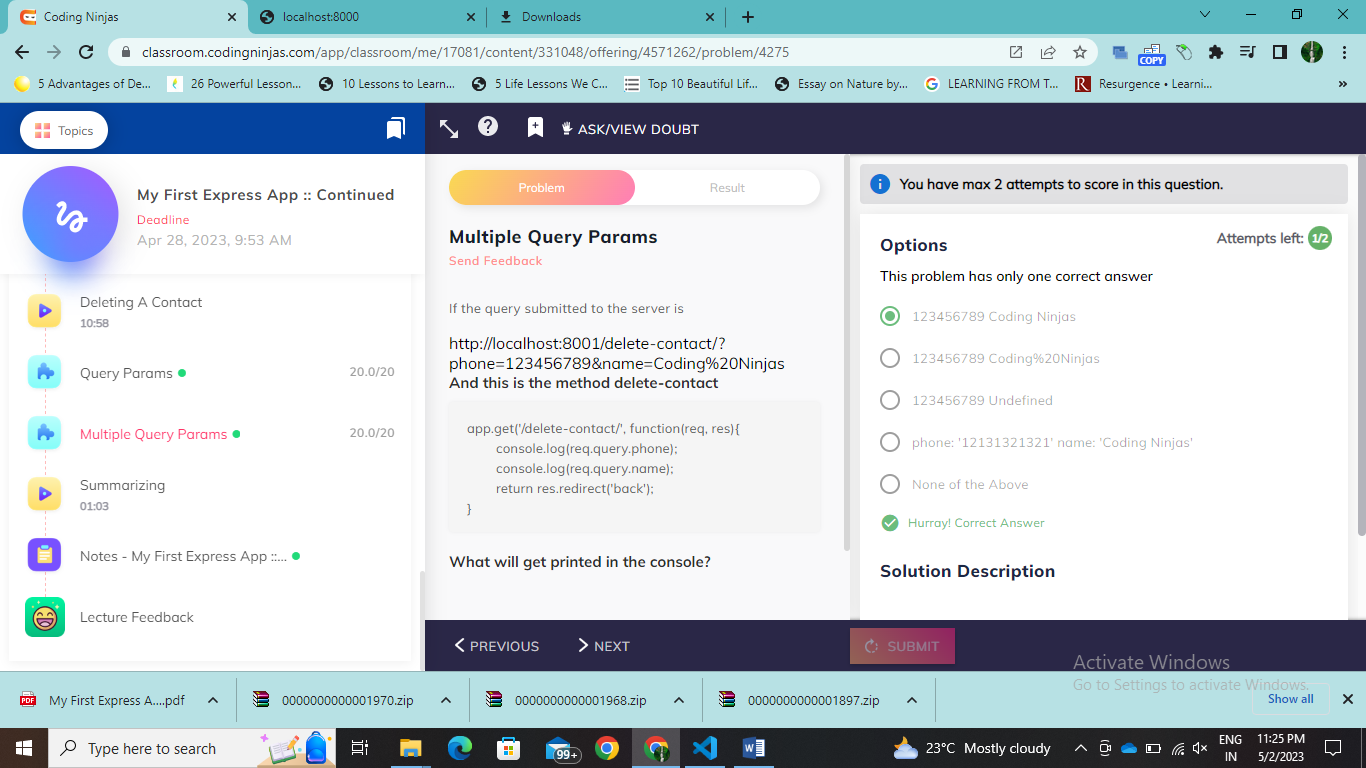 Coding Ninjas
localhost:8000
Downloads
classroom.codingninjas.com/app/classroom/me/17081/content/331048/offering/4571262/problem/4275
COPY
5 Advantages of De...
26 Powerful Lesson...
10 Lessons to Learn...
5 Life Lessons We C...
Top 10 Beautiful Lif...
Essay on Nature by...
LEARNING FROM T...
Resurgence • Learni...
Topics
ASK/VIEW DOUBT
My First Express App :: Continued
Deadline
Apr 28, 2023, 9:53 AM
Deleting A Contact
10:58
Query Params
20.0/20
Multiple Query Params
20.0/20
Summarizing
01:03
Notes - My First Express App ::...
Lecture Feedback
Problem
Result
Multiple Query Params
Send Feedback
If the query submitted to the server is
http://localhost:8001/delete-contact/?
phone=123456789&name=Coding%20Ninjas
And this is the method delete-contact
app.get('/delete-contact/', function(req, res){
console.log(req.query.phone);
console.log(req.query.name);
return res.redirect('back');
}
What will get printed in the console?
PREVIOUS
NEXT
You have max 2 attempts to score in this question.
Options
Attempts left: 1/2
This problem has only one correct answer
123456789 Coding Ninjas
123456789 Coding%20Ninjas
123456789 Undefined
phone: '12131321321' name: 'Coding Ninjas'
None of the Above
Hurray! Correct Answer
Solution Description
SUBMIT
Activate Windows
Go to Settings to activate Windows.
My First Express A....pdf
0000000000001970.zip
0000000000001968.zip
0000000000001897.zip
Show all
Type here to search
99+
23°C Mostly cloudy
ENG
IN
11:25 PM
5/2/2023